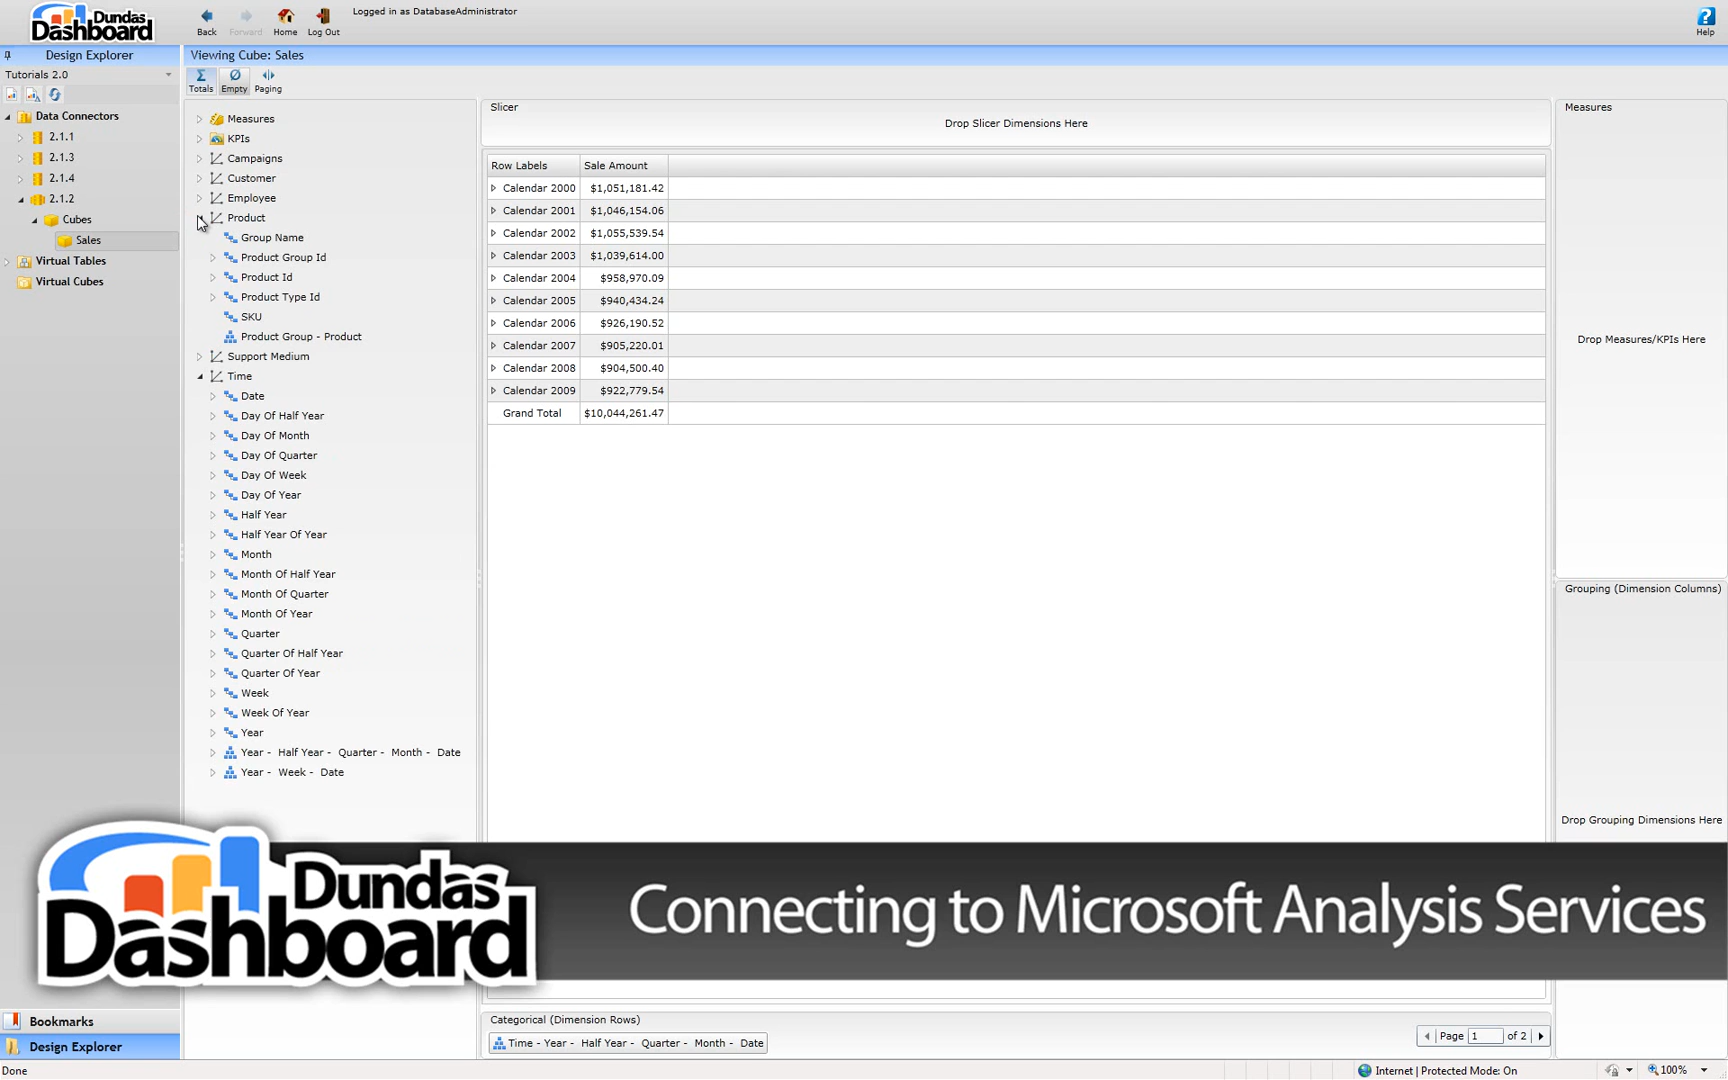 Dundas
Dashboard
Back
Forward
Home
Log Out
Logged in as DatabaseAdministrator
Help
Design Explorer
Viewing Cube: Sales
Tutorials 2.0
Totals
Empty
Paging
Data Connectors
2.1.1
2.1.3
2.1.4
2.1.2
Cubes
Sales
Virtual Tables
Virtual Cubes
Measures
KPIs
Campaigns
Customer
Employee
Product
Group Name
Product Group Id
Product Id
Product Type Id
SKU
Product Group - Product
Support Medium
Time
Date
Day Of Half Year
Day Of Month
Day Of Quarter
Day Of Week
Day Of Year
Half Year
Half Year Of Year
Month
Month Of Half Year
Month Of Quarter
Month Of Year
Quarter
Quarter Of Half Year
Quarter Of Year
Week
Week Of Year
Year
Year - Half Year - Quarter - Month - Date
Year - Week - Date
Slicer
Drop Slicer Dimensions Here
Row Labels Sale Amount
Calendar 2000 $1,051,181.42
Calendar 2001 $1,046,154.06
Calendar 2002 $1,055,539.54
Calendar 2003 $1,039,614.00
Calendar 2004 $958,970.09
Calendar 2005 $940,434.24
Calendar 2006 $926,190.52
Calendar 2007 $905,220.01
Calendar 2008 $904,500.40
Calendar 2009 $922,779.54
Grand Total $10,044,261.47
Measures
Drop Measures/KPIs Here
Grouping (Dimension Columns)
Drop Grouping Dimensions Here
Dundas
Dashboard
Connecting to Microsoft Analysis Services
Categorical (Dimension Rows)
Time - Year - Half Year - Quarter - Month - Date
Page 1 of 2
Bookmarks
Design Explorer
Done
Internet | Protected Mode: On
100%